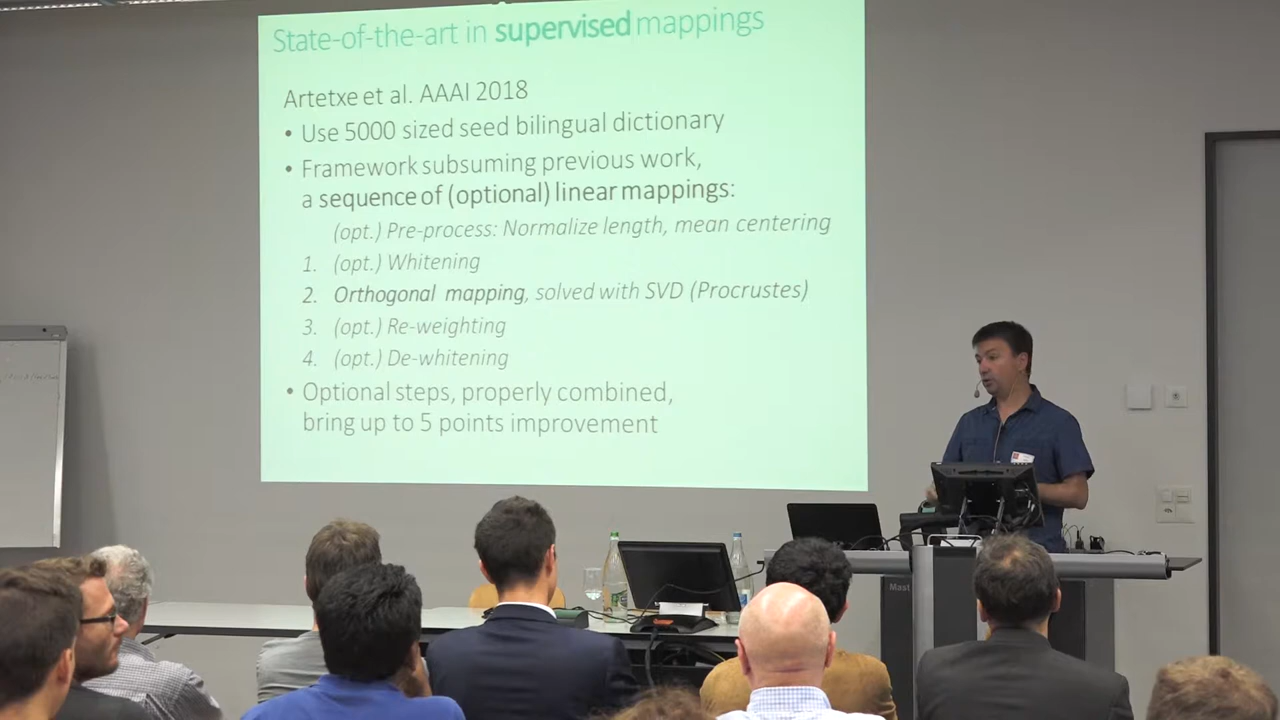 State-of-the-art in supervised mappings
Artetxe et al. AAAI 2018
• Use 5000 sized seed bilingual dictionary
• Framework subsuming previous work,
a sequence of (optional) linear mappings:
(opt.) Pre-process: Normalize length, mean centering
1. (opt.) Whitening
2. Orthogonal mapping, solved with SVD (Procrustes)
3. (opt.) Re-weighting
4. (opt.) De-whitening
• Optional steps, properly combined,
bring up to 5 points improvement
Mast